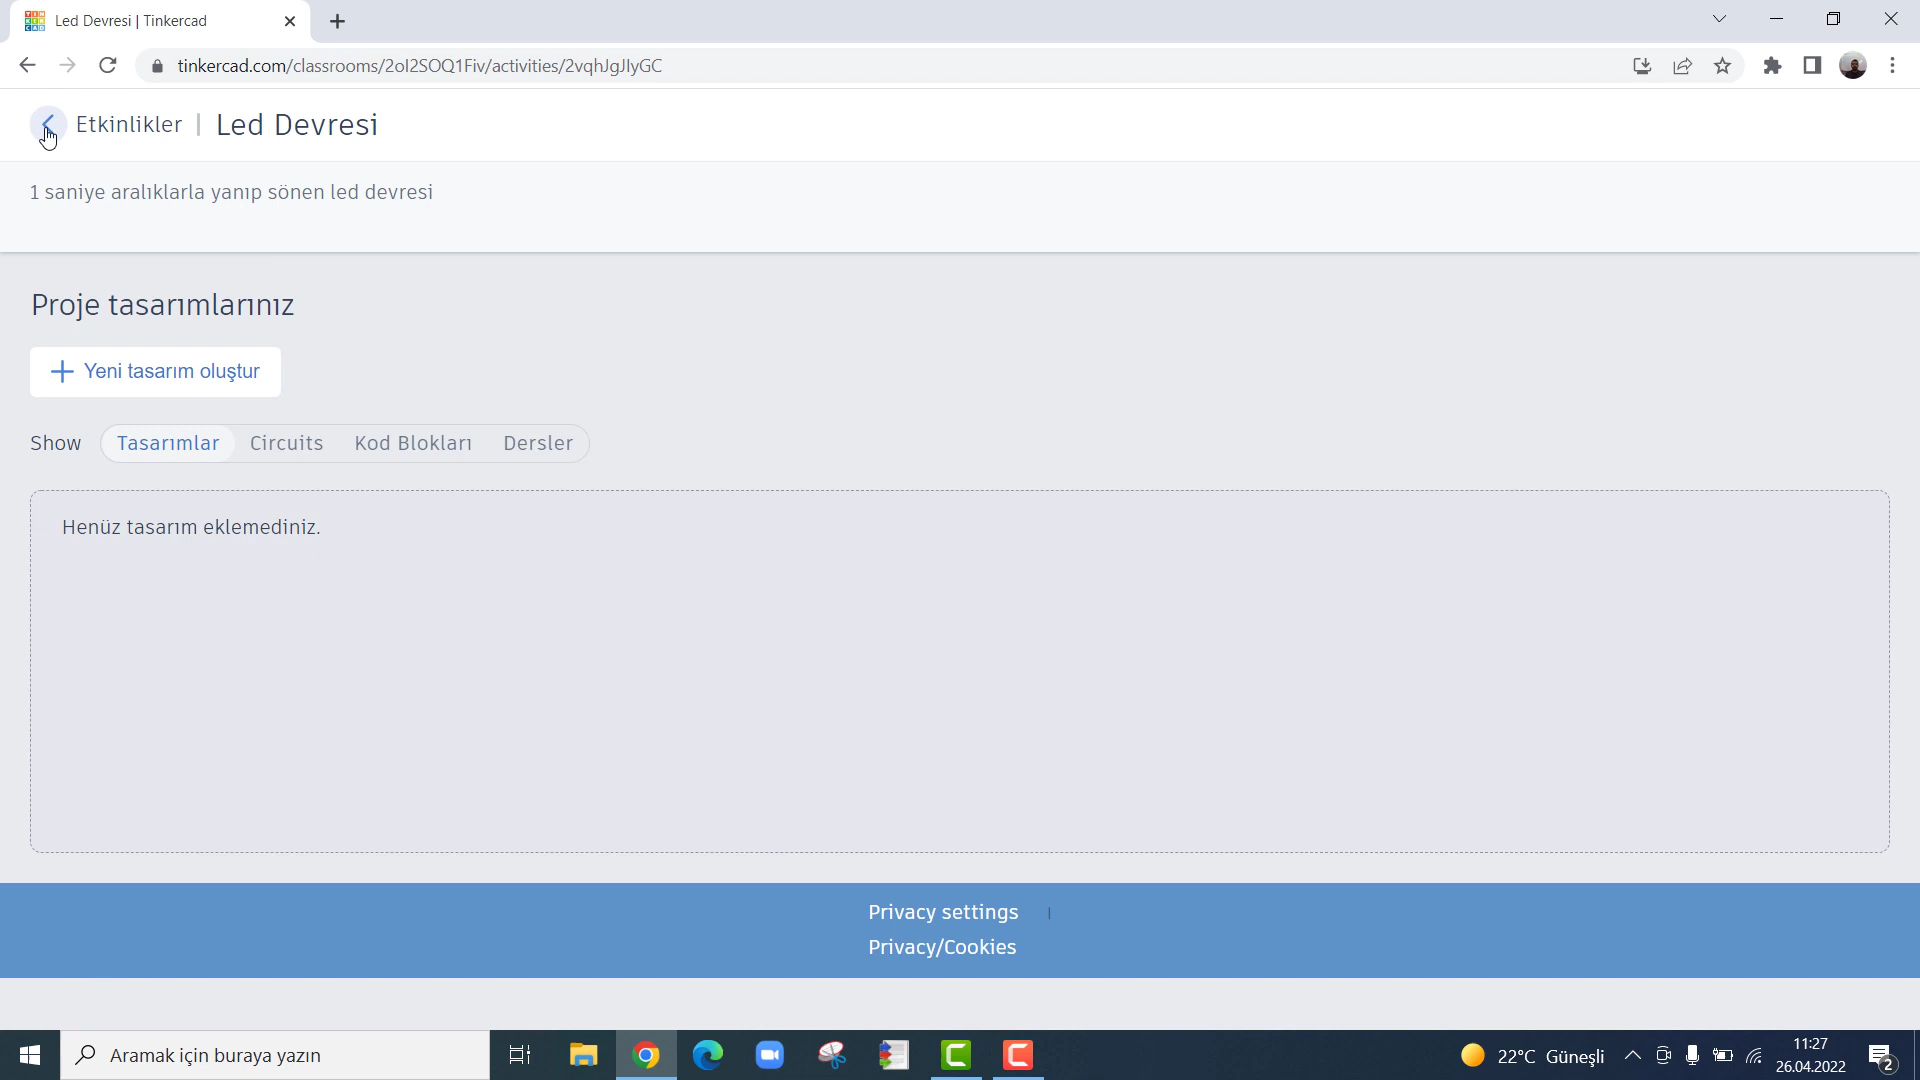 Led Devresi | Tinkercad
tinkercad.com/classrooms/2oI2SOQ1Fiv/activities/2vqhJgJIyGC
Etkinlikler | Led Devresi
1 saniye aralıklarla yanıp sönen led devresi
Proje tasarımlarınız
+ Yeni tasarım oluştur
Show Tasarımlar Circuits Kod Blokları Dersler
Henüz tasarım eklemediniz.
Privacy settings |
Privacy/Cookies
Aramak için buraya yazın
22°C Güneşli
11:27
26.04.2022
2